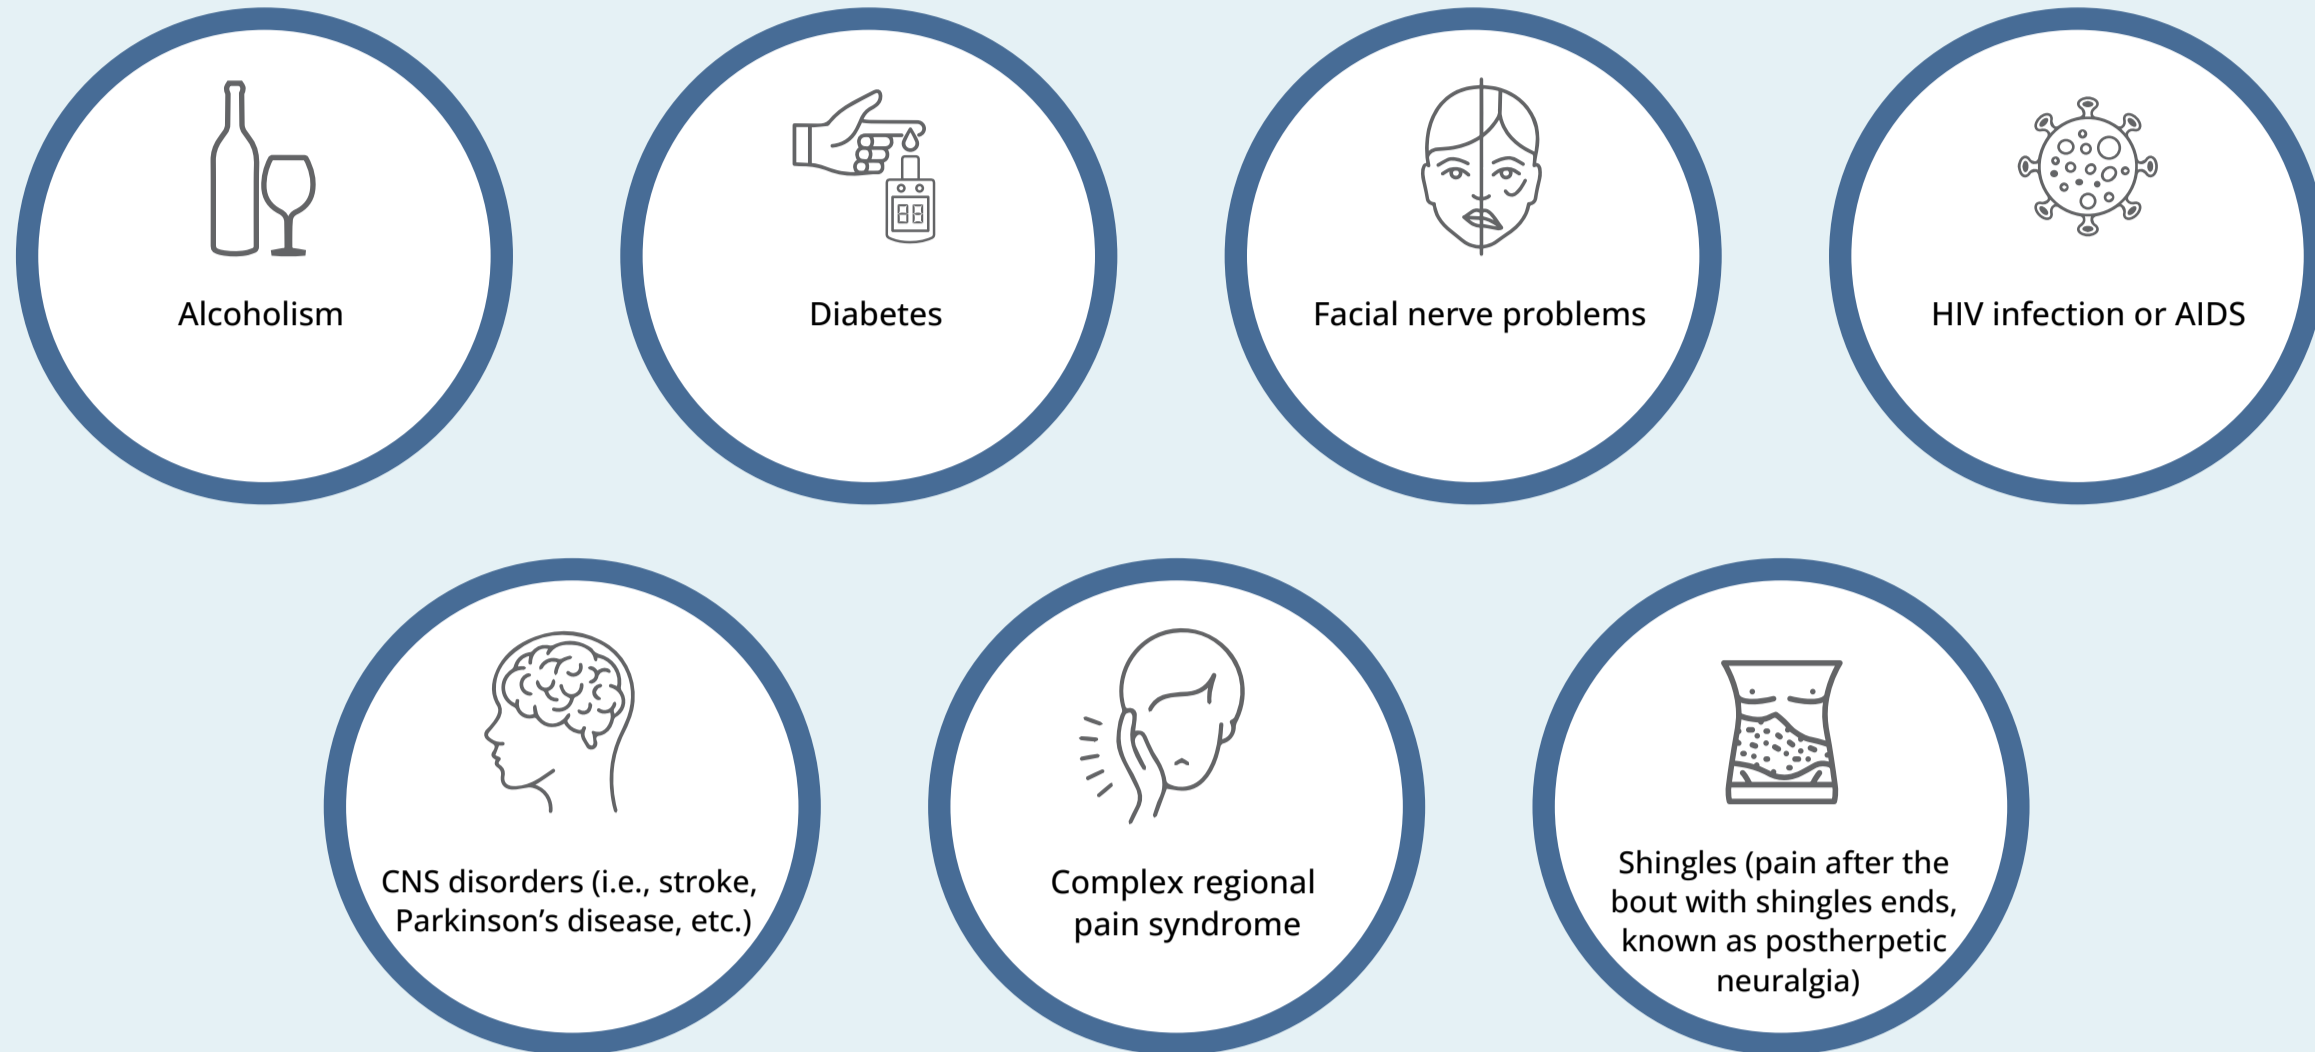 Alcoholism
Diabetes
Facial nerve problems
HIV infection or AIDS
CNS disorders (i.e., stroke,
Parkinson’s disease, etc.)
Complex regional
pain syndrome
Shingles (pain after the
bout with shingles ends,
known as postherpetic
neuralgia)